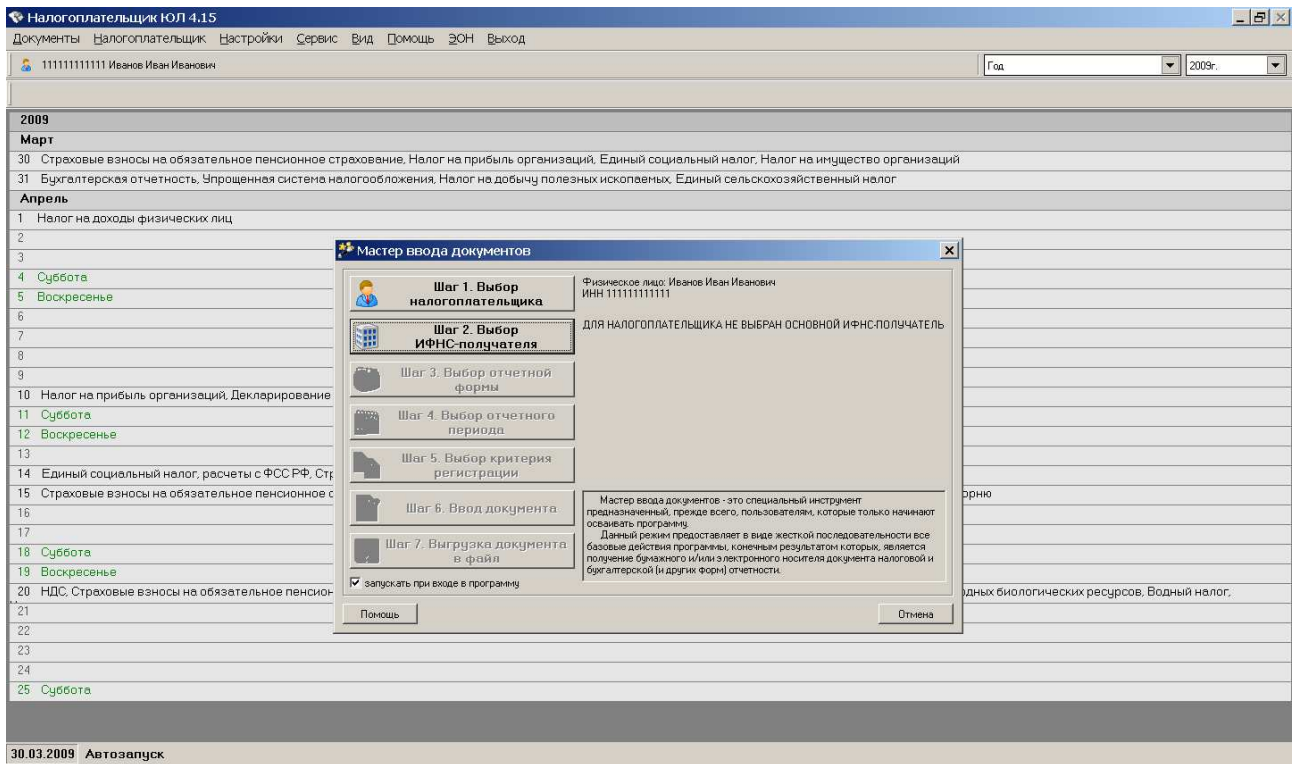 Налогоплательщик ЮЛ 4.15
Документы Налогоплательщик Настройки Сервис Вид Помощь ЭОН Выход
111111111111 Иванов Иван Иванович Год 2009г.
2009
Март
30 Страховые взносы на обязательное пенсионное страхование, Налог на прибыль организаций, Единый социальный налог, Налог на имущество организаций
31 Бухгалтерская отчетность, Упрощенная система налогообложения, Налог на добычу полезных ископаемых, Единый сельскохозяйственный налог
Апрель
1 Налог на доходы физических лиц
2
3
4 Суббота
5 Воскресенье
6
7
8
9
10 Налог на прибыль организаций, Декларирование
11 Суббота
12 Воскресенье
13
14 Единый социальный налог, расчеты с ФСС РФ, Стр
15 Страховые взносы на обязательное пенсионное с орню
16
17
18 Суббота
19 Воскресенье
20 НДС, Страховые взносы на обязательное пенсион дных биологических ресурсов, Водный налог,
21
22
23
24
25 Суббота
Мастер ввода документов
Шаг 1. Выбор
налогоплательщика
Физическое лицо: Иванов Иван Иванович
ИНН 111111111111
Шаг 2. Выбор
ИФНС-получателя
ДЛЯ НАЛОГОПЛАТЕЛЬЩИКА НЕ ВЫБРАН ОСНОВНОЙ ИФНС-ПОЛУЧАТЕЛЬ
Шаг 3. Выбор отчетной
формы
Шаг 4. Выбор отчетного
периода
Шаг 5. Выбор критерия
регистрации
Шаг 6. Ввод документа
Шаг 7. Выгрузка документа
в файл
Мастер ввода документов - это специальный инструмент
предназначенный, прежде всего, пользователям, которые только начинают
осваивать программу.
Данный режим предоставляет в виде жесткой последовательности все
базовые действия программы, конечным результатом которых, является
получение бумажного и/или электронного носителя документа налоговой и
бухгалтерской (и других форм) отчетности.
запускать при входе в программу
Помощь Отмена
30.03.2009 Автозапуск